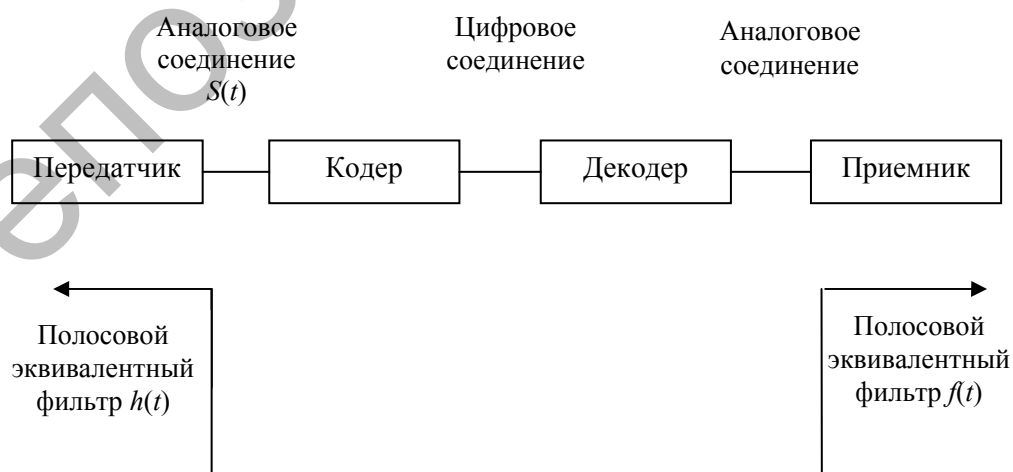 Аналоговое
соединение
S(t)
Цифровое
соединение
Аналоговое
соединение
Передатчик
Кодер
Декодер
Приемник
Полосовой
эквивалентный
фильтр h(t)
Полосовой
эквивалентный
фильтр f(t)